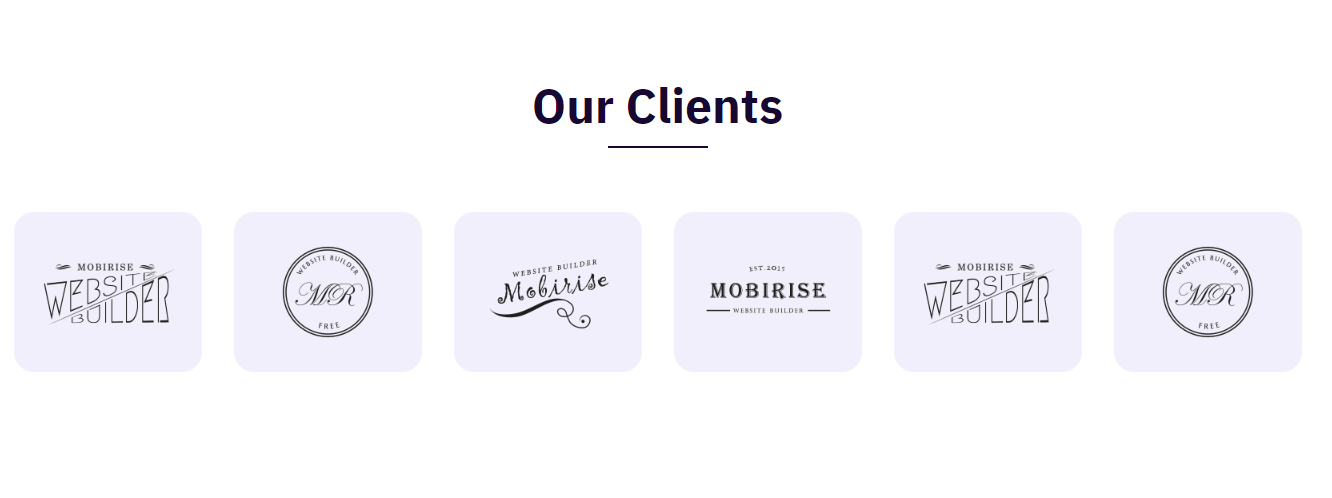 Our Clients
MOBIRISE
WEBSITE
BUILDER
WEBSITE BUILDER
MR
FREE
WEBSITE BUILDER
Mobirise
EST.2015
MOBIRISE
WEBSITE BUILDER
MOBIRISE
WEBSITE
BUILDER
WEBSITE BUILDER
MR
FREE